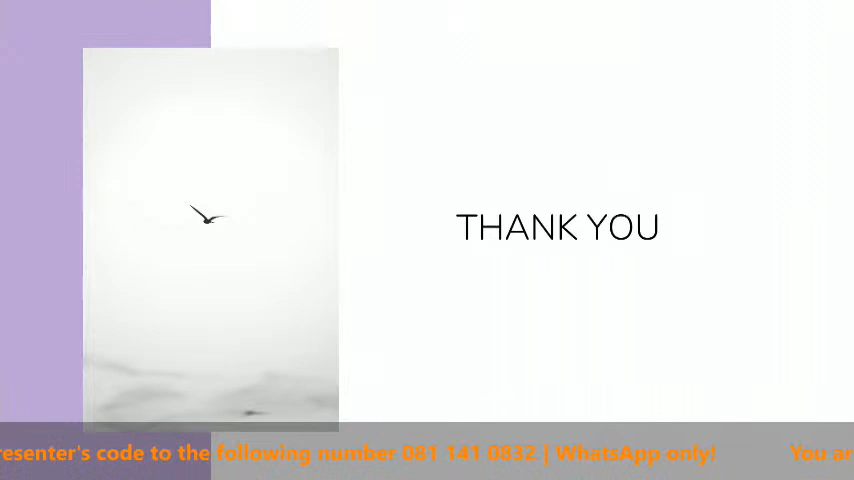 THANK YOU
resenter's code to the following number 081 141 0832 | WhatsApp only! You ar